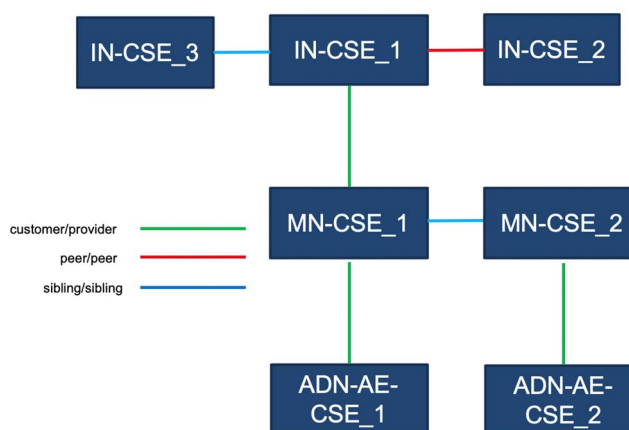 IN-CSE_3
IN-CSE_1
IN-CSE_2
MN-CSE_1
MN-CSE_2
customer/provider
peer/peer
sibling/sibling
ADN-AE-
CSE_1
ADN-AE-
CSE_2